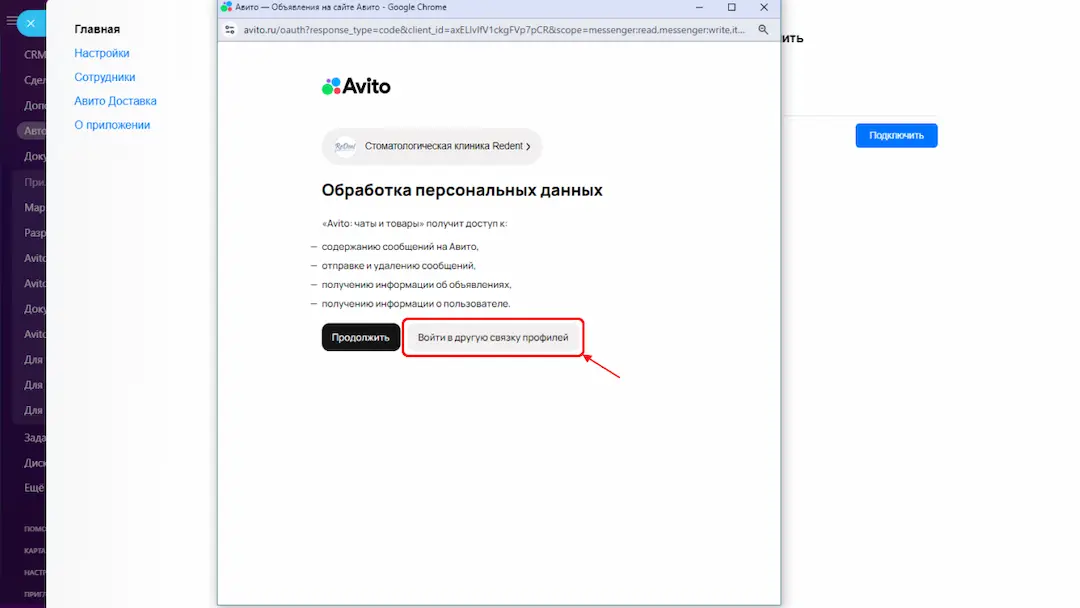 Авито — Объявления на сайте Авито - Google Chrome
avito.ru/oauth?response_type=code&client_id=axELIvIfV1ckgFVp7pCR&scope=messenger:read,messenger:write,it...
Avito
Стоматологическая клиника Redent
Обработка персональных данных
«Avito: чаты и товары» получит доступ к:
— содержанию сообщений на Авито,
— отправке и удалению сообщений,
— получению информации об объявлениях,
— получению информации о пользователе.
Продолжить
Войти в другую связку профилей
Главная
Настройки
Сотрудники
Авито Доставка
О приложении
Подключить
ить
CRM
Сдел
Допо
Авто
Доку
При
Мар
Разр
Avito
Avito
Доку
Avito
Для
Для
Для
Зада
Диск
Ещё
ПОМО
КАРТА
НАСТР
ПРИГЛ